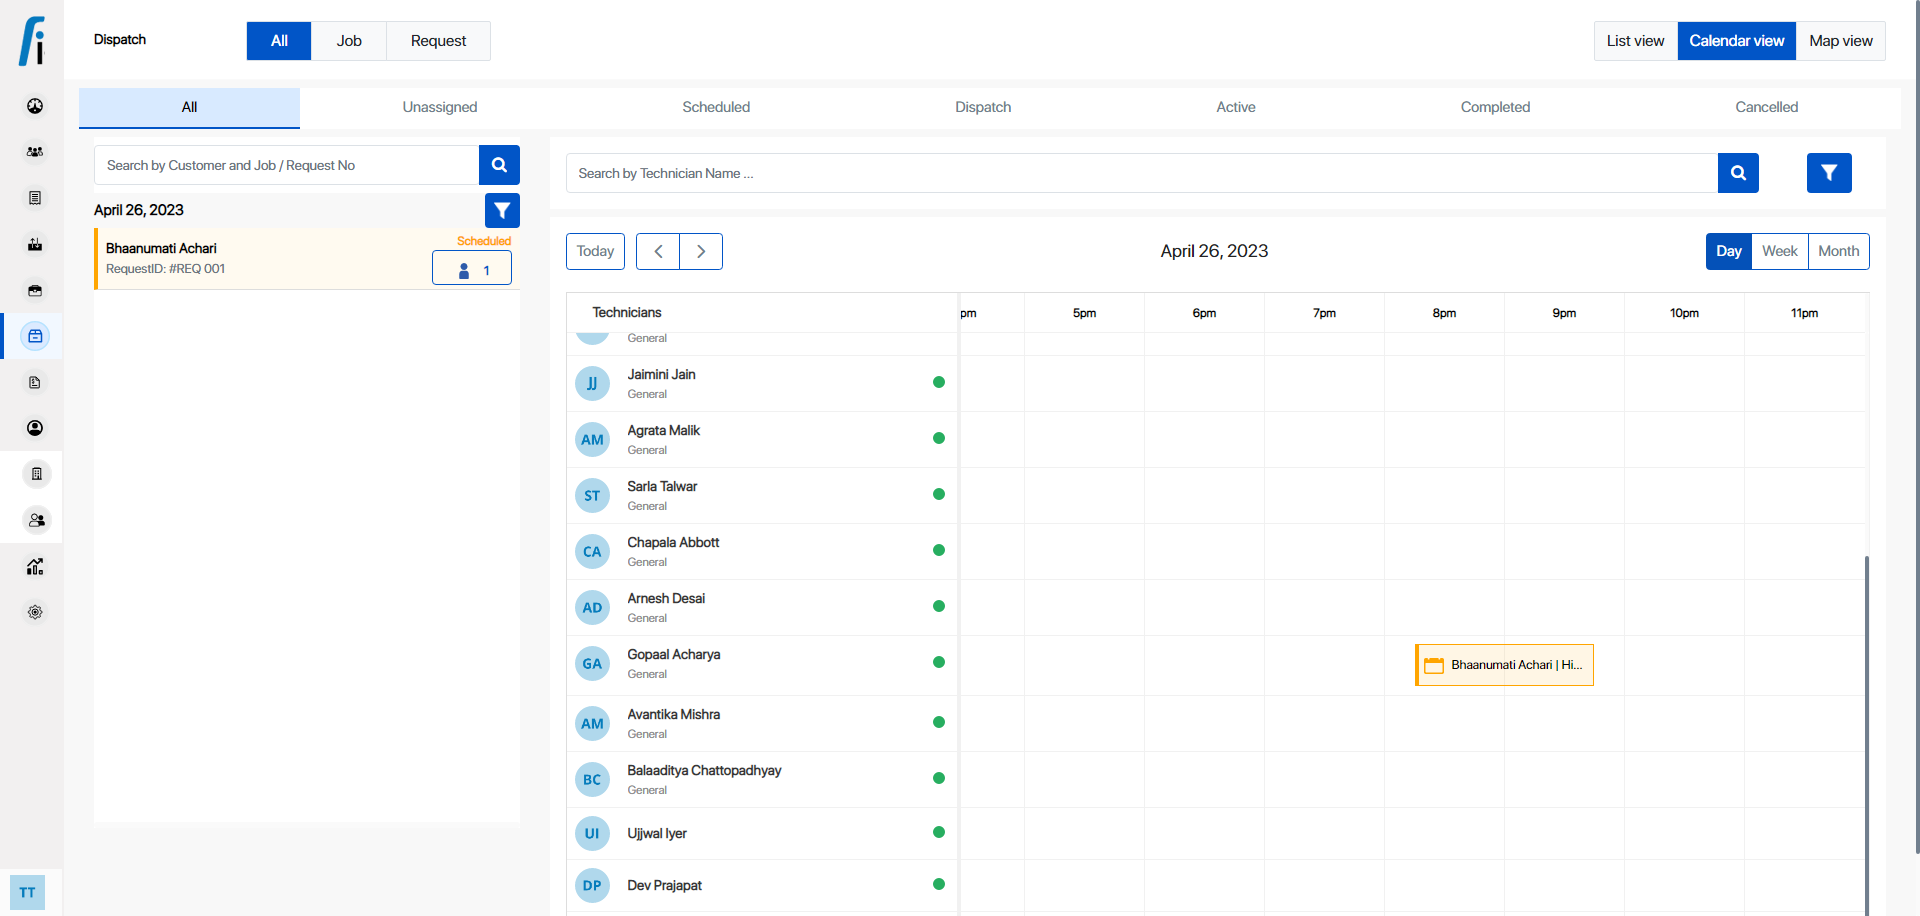 Dispatch
All
Job
Request
List view
Calendar view
Map view
All
Unassigned
Scheduled
Dispatch
Active
Completed
Cancelled
Search by Customer and Job / Request No
April 26, 2023
Bhaanumati Achari
Scheduled
RequestID: #REQ 001
1
Search by Technician Name ...
Today
April 26, 2023
Day
Week
Month
Technicians
pm
5pm
6pm
7pm
8pm
9pm
10pm
11pm
General
JJ
Jaimini Jain
General
AM
Agrata Malik
General
ST
Sarla Talwar
General
CA
Chapala Abbott
General
AD
Arnesh Desai
General
GA
Gopaal Acharya
General
Bhaanumati Achari | Hi...
AM
Avantika Mishra
General
BC
Balaaditya Chattopadhyay
General
UI
Ujjwal Iyer
DP
Dev Prajapat
TT